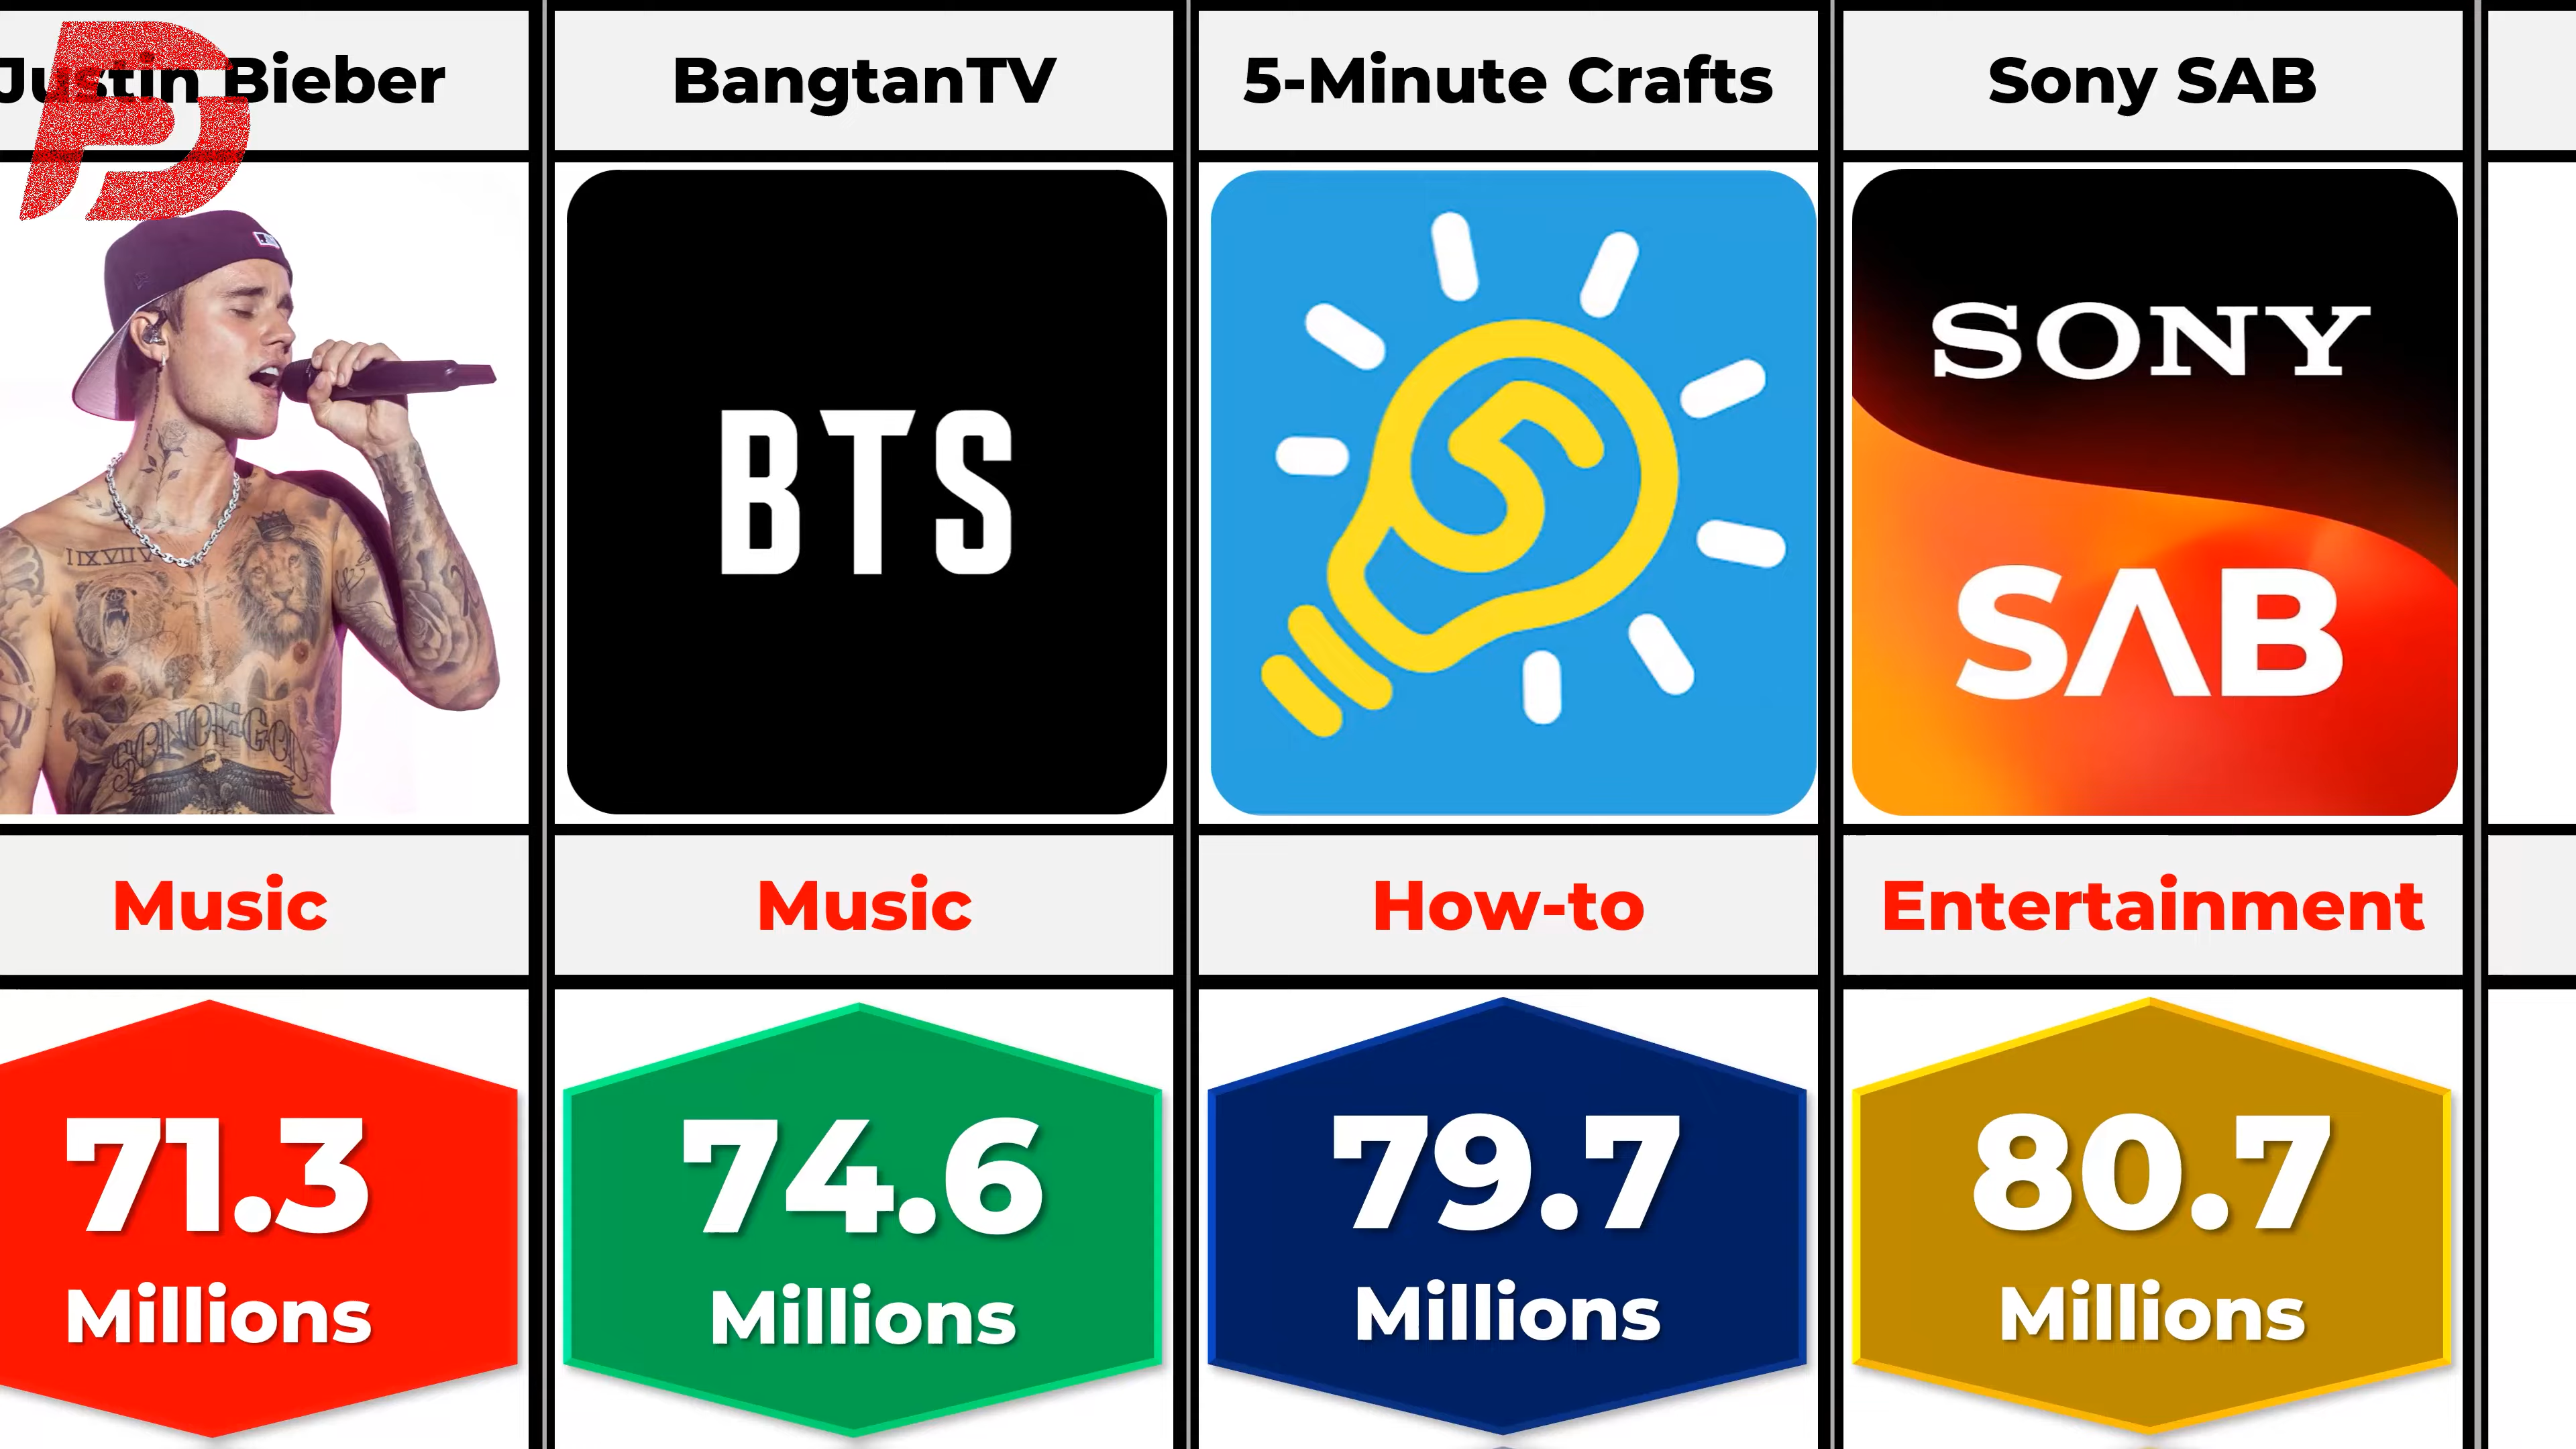 Justin Bieber
BangtanTV
5-Minute Crafts
Sony SAB
BTS
5
SONY
SAB
Music
Music
How-to
Entertainment
71.3
Millions
74.6
Millions
79.7
Millions
80.7
Millions